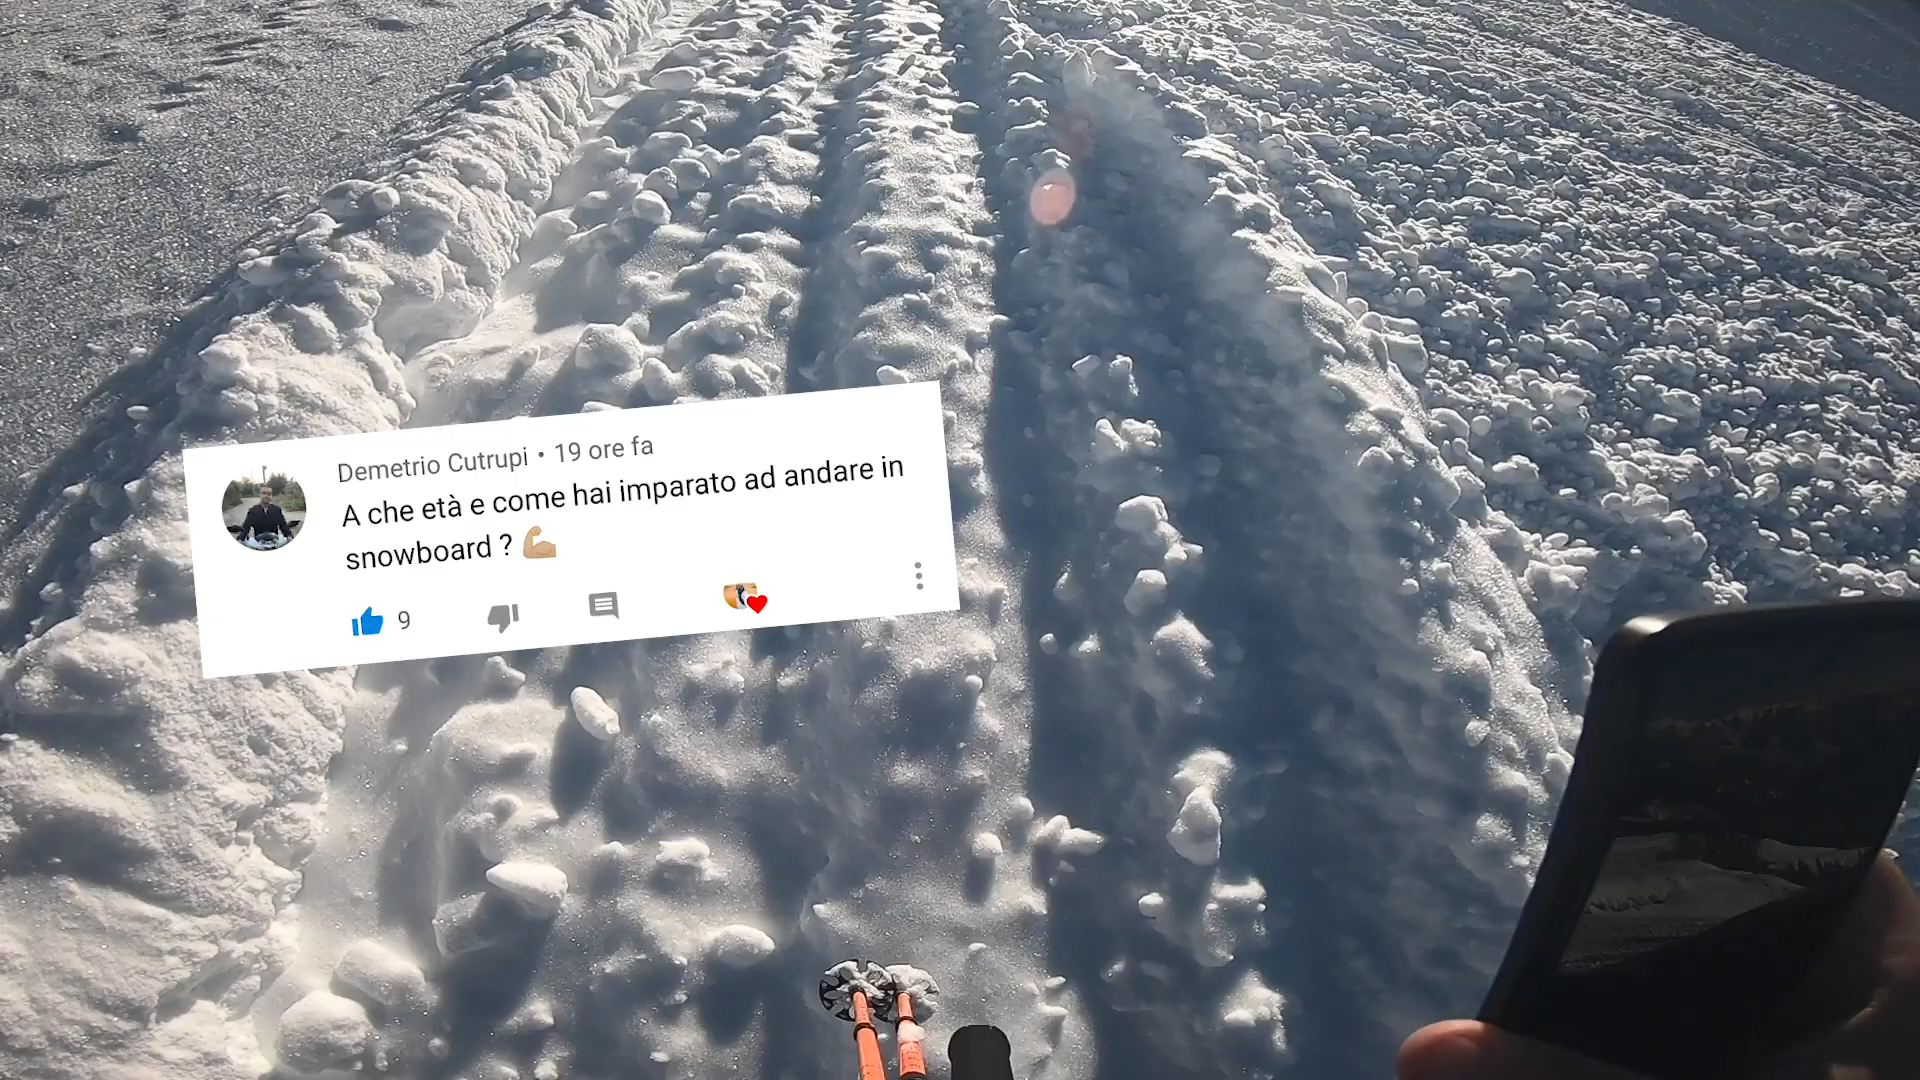 Demetrio Cutrupi • 19 ore fa
A che età e come hai imparato ad andare in
snowboard ? 💪🏼
9